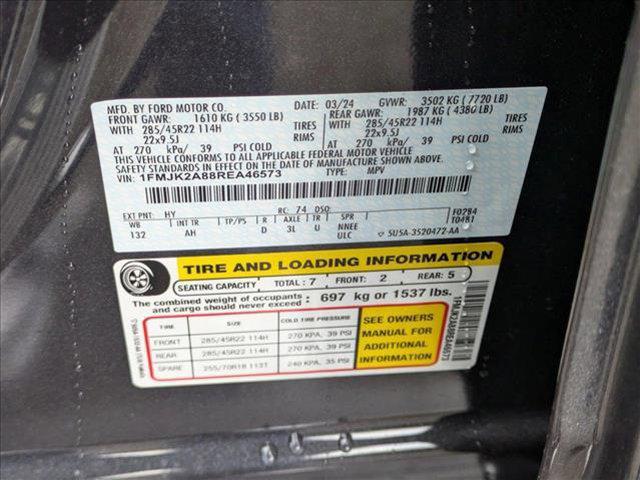 MFD. BY FORD MOTOR CO. 03/24 GVWR: 3502 KG ( 7720 LB)
FRONT GAWR: 1610 KG ( 3550 LB) REAR GAWR: 1987 KG ( 4380 LB)
WITH 285/45R22 114H TIRES WITH 285/45R22 114H TIRES
22x9.5J RIMS 22x9.5J RIMS
AT 270 kPa/ 39 PSI COLD AT 270 kPa/ 39 PSI COLD
THIS VEHICLE CONFORMS TO ALL APPLICABLE FEDERAL MOTOR VEHICLE
SAFETY STANDARDS IN EFFECT ON THE DATE OF MANUFACTURE SHOWN ABOVE.
VIN: 1FMJK2A88REA46573 TYPE: MPV
EXT PNT: HY RC: 74 DSO: F0284
WB INT TR TP/PS R AXLE TR SPR T0481
132 AH D 3L U NNEE
ULC 5U5A-3520472-AA
TIRE AND LOADING INFORMATION
SEATING CAPACITY TOTAL : 7 FRONT: 2 REAR: 5
The combined weight of occupants and cargo should never exceed : 697 kg or 1537 lbs.
TIRE SIZE COLD TIRE PRESSURE
FRONT 285/45R22 114H 270 KPA, 39 PSI
REAR 285/45R22 114H 270 KPA, 39 PSI
SPARE 255/70R18 113T 240 KPA, 35 PSI
SEE OWNERS
MANUAL FOR
ADDITIONAL
INFORMATION
1FMJK2A88REA46573